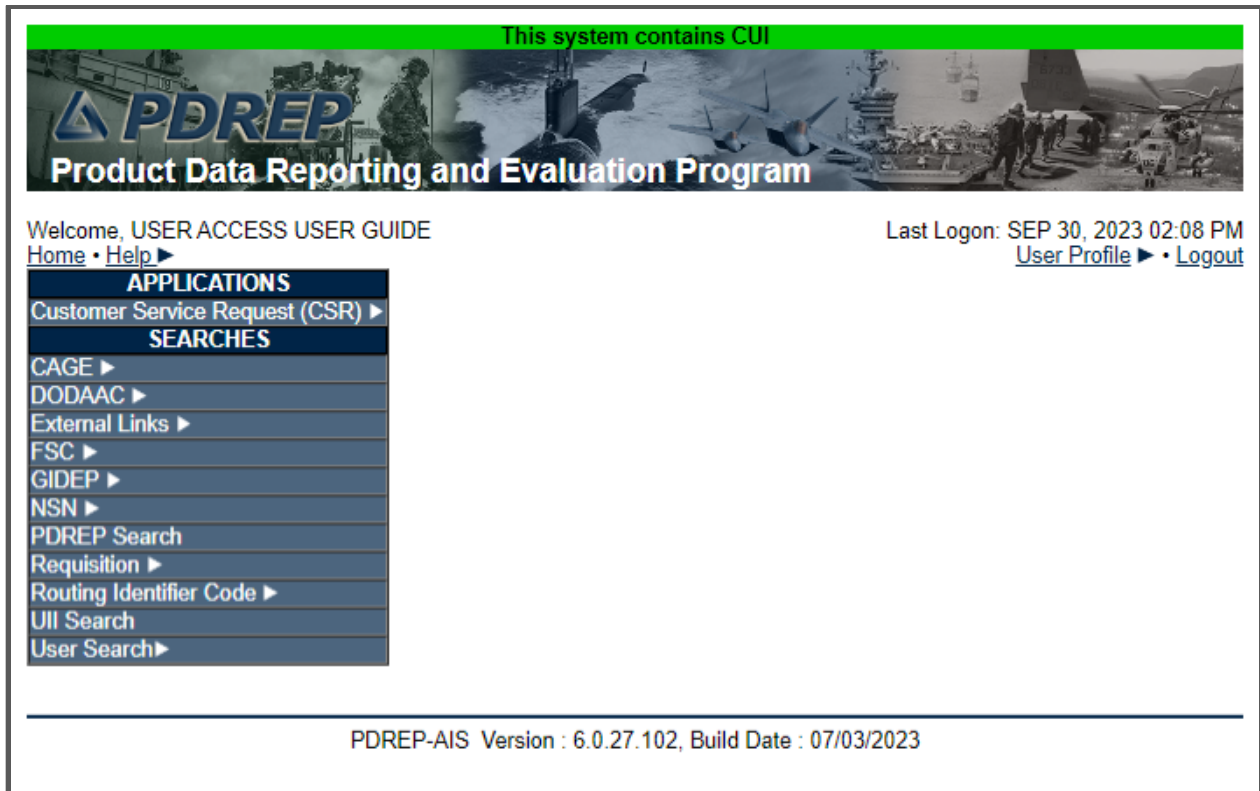 This system contains CUI
PDREP
Product Data Reporting and Evaluation Program
Welcome, USER ACCESS USER GUIDE
Last Logon: SEP 30, 2023 02:08 PM
Home • Help ▶
User Profile ▶ • Logout
APPLICATIONS
Customer Service Request (CSR) ▶
SEARCHES
CAGE ▶
DODAAC ▶
External Links ▶
FSC ▶
GIDEP ▶
NSN ▶
PDREP Search
Requisition ▶
Routing Identifier Code ▶
UII Search
User Search▶
PDREP-AIS Version : 6.0.27.102, Build Date : 07/03/2023